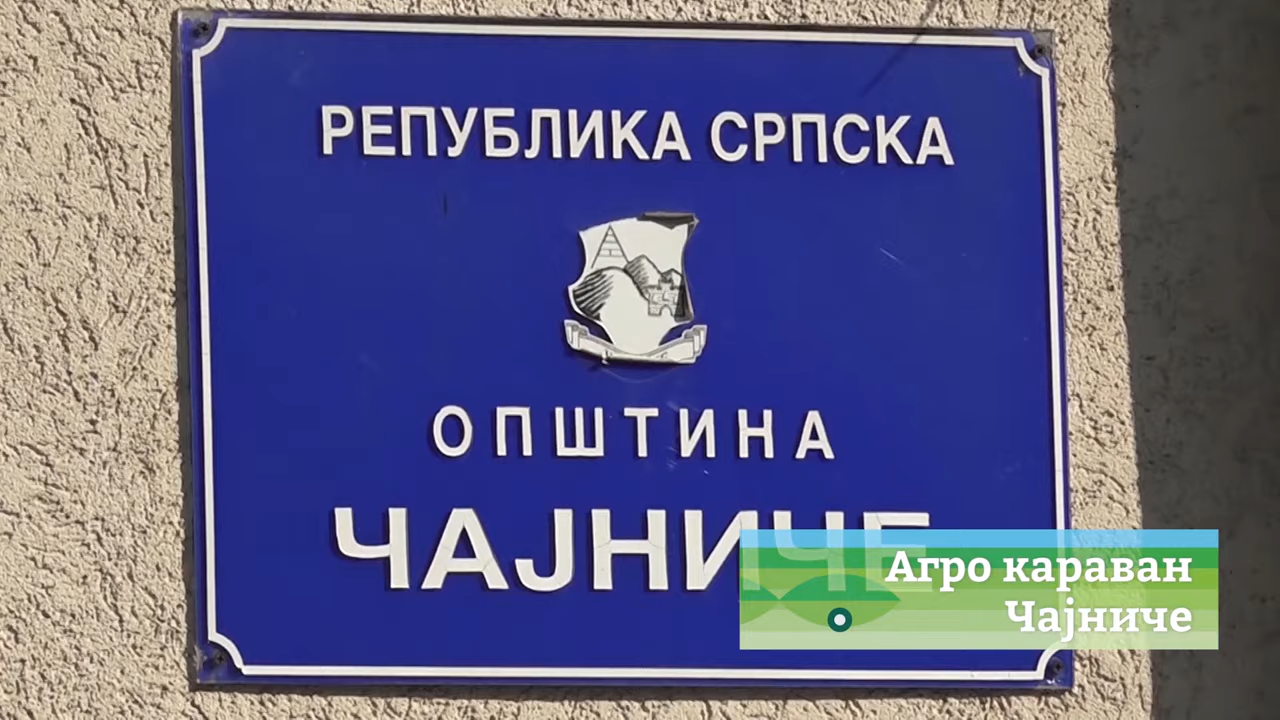 РЕПУБЛИКА СРПСКА
ОПШТИНА
ЧАЈНИЧЕ
Агро караван
Чајниче